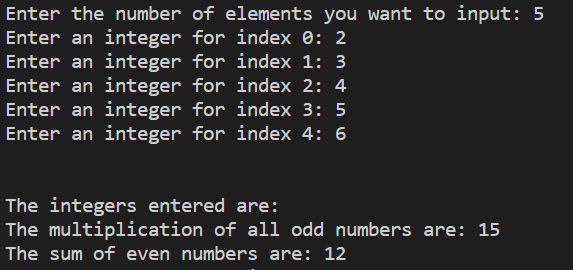 Enter the number of elements you want to input: 5
Enter an integer for index 0: 2
Enter an integer for index 1: 3
Enter an integer for index 2: 4
Enter an integer for index 3: 5
Enter an integer for index 4: 6
The integers entered are:
The multiplication of all odd numbers are: 15
The sum of even numbers are: 12